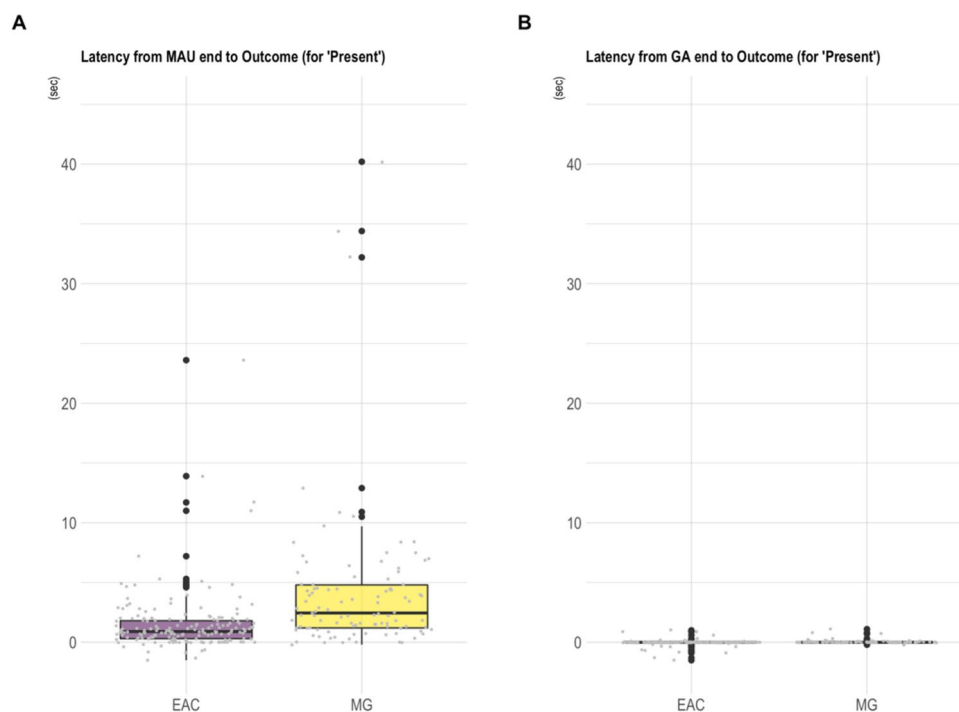 A
Latency from MAU end to Outcome (for 'Present')
(sec)
40
30
20
10
0
EAC MG
B
Latency from GA end to Outcome (for 'Present')
(sec)
40
30
20
10
0
EAC MG